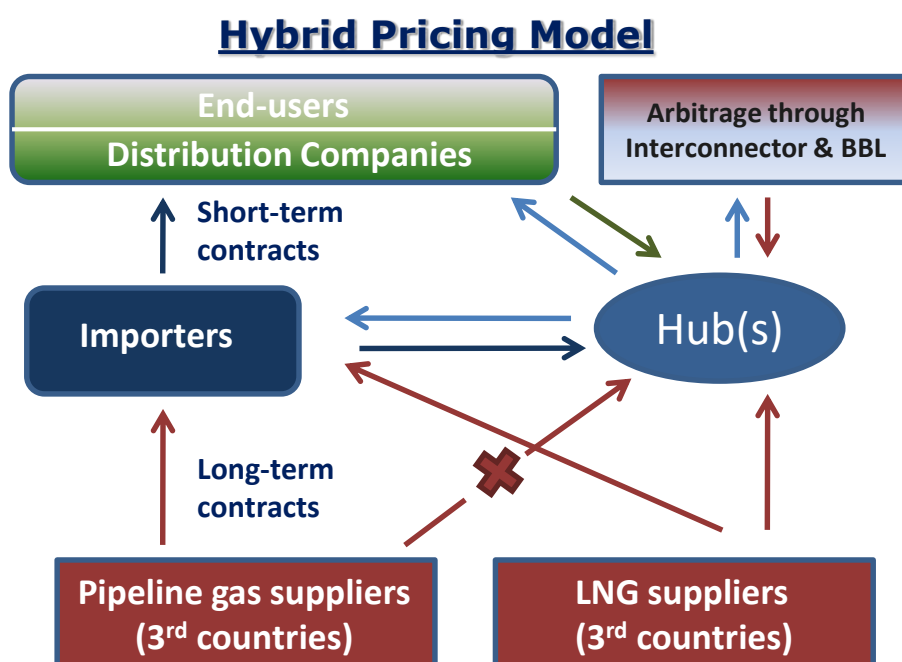 Hybrid Pricing Model
End-users
Distribution Companies
Arbitrage through
Interconnector & BBL
Short-term
contracts
Importers
Hub(s)
Long-term
contracts
Pipeline gas suppliers
(3rd countries)
LNG suppliers
(3rd countries)